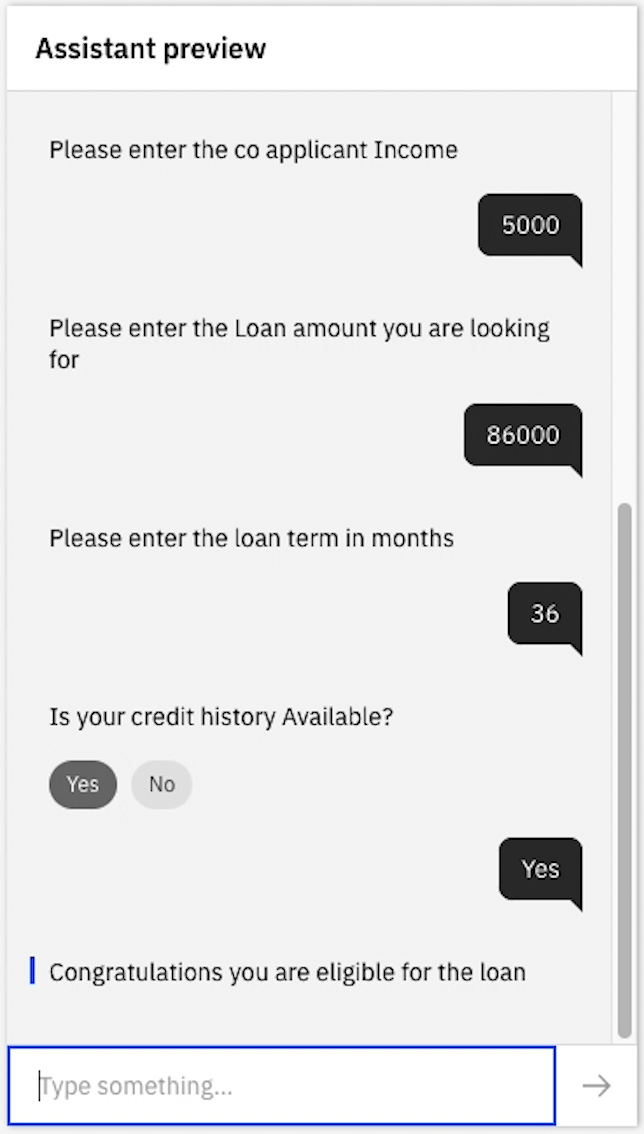 Assistant preview
Please enter the co applicant Income
5000
Please enter the Loan amount you are looking
for
86000
Please enter the loan term in months
36
Is your credit history Available?
Yes No
Yes
Congratulations you are eligible for the loan
Type something...